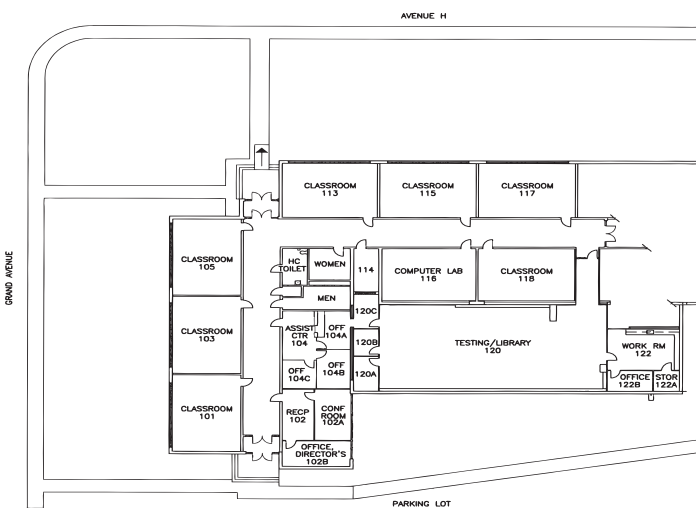 AVENUE H
GRAND AVENUE
CLASSROOM
113
CLASSROOM
115
CLASSROOM
117
CLASSROOM
105
HC
TOILET
WOMEN
114
COMPUTER LAB
116
CLASSROOM
118
MEN
120C
ASSIST
CTR
104
OFF
104A
CLASSROOM
103
120B
TESTING/LIBRARY
120
WORK RM
122
OFF
104C
OFF
104B
120A
OFFICE
122B
STOR
122A
CLASSROOM
101
RECP
102
CONF
ROOM
102A
OFFICE,
DIRECTOR'S
102B
PARKING LOT